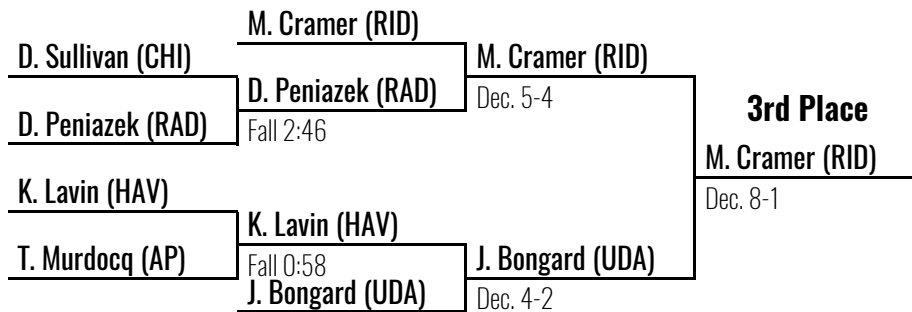 M. Cramer (RID)
D. Sullivan (CHI)
M. Cramer (RID)
D. Peniazek (RAD)
Dec. 5-4
D. Peniazek (RAD)
Fall 2:46
3rd Place
M. Cramer (RID)
Dec. 8-1
K. Lavin (HAV)
K. Lavin (HAV)
T. Murdocq (AP)
Fall 0:58
J. Bongard (UDA)
J. Bongard (UDA)
Dec. 4-2